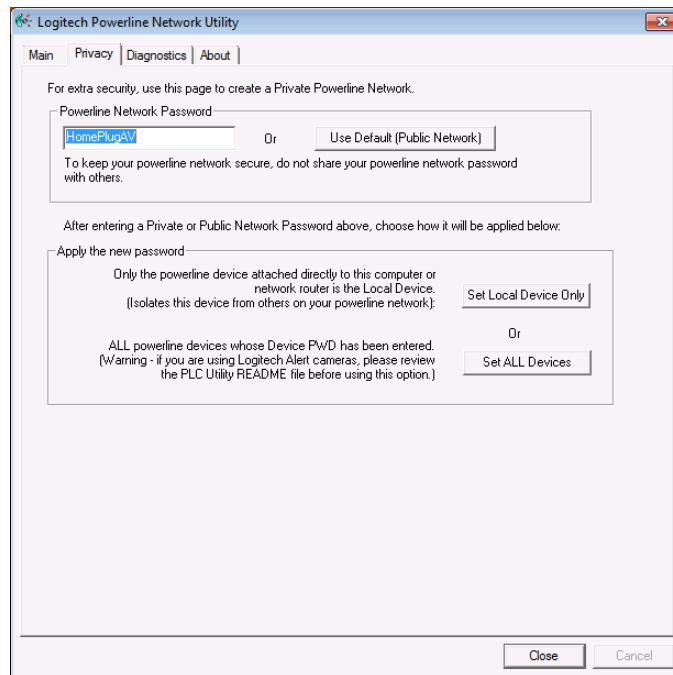 Logitech Powerline Network Utility
Main Privacy Diagnostics About
For extra security, use this page to create a Private Powerline Network.
Powerline Network Password
HomePlugAV Or Use Default (Public Network)
To keep your powerline network secure, do not share your powerline network password
with others.
After entering a Private or Public Network Password above, choose how it will be applied below:
Apply the new password
Only the powerline device attached directly to this computer or
network router is the Local Device.
(Isolates this device from others on your powerline network):
Set Local Device Only
Or
ALL powerline devices whose Device PWD has been entered.
(Warning - if you are using Logitech Alert cameras, please review
the PLC Utility README file before using this option.)
Set ALL Devices
Close Cancel